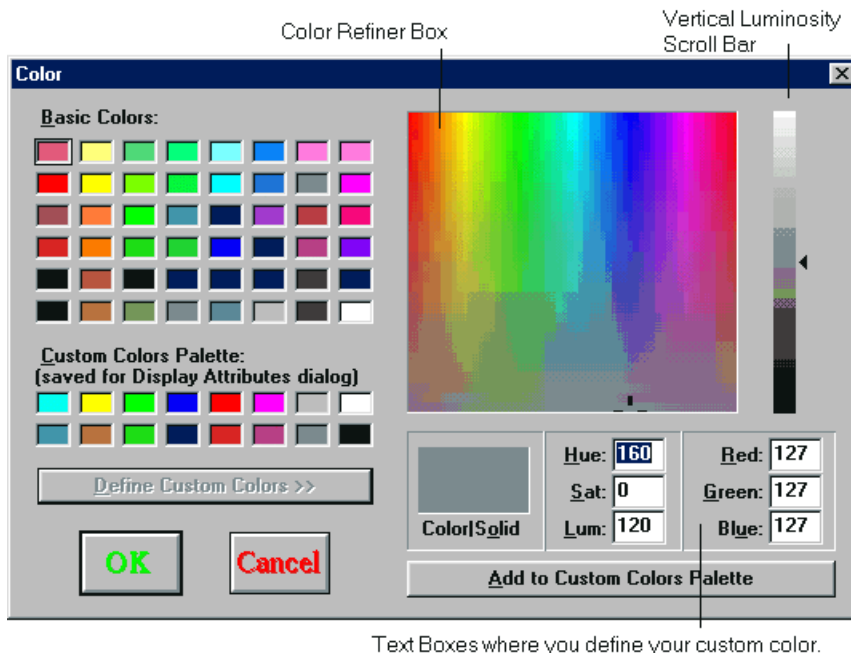 Color Refiner Box
Vertical Luminosity
Scroll Bar
Color
Basic Colors:
Custom Colors Palette:
(saved for Display Attributes dialog)
Define Custom Colors >>
OK
Cancel
Color|Solid
Hue: 160
Sat: 0
Lum: 120
Red: 127
Green: 127
Blue: 127
Add to Custom Colors Palette
Text Boxes where you define your custom color.